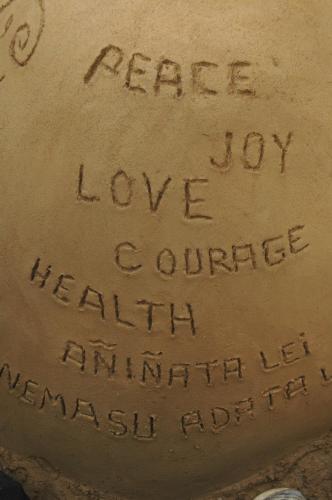 PEACE
JOY
LOVE
COURAGE
HEALTH
AÑIÑATA LEi
NEMASU ADATA